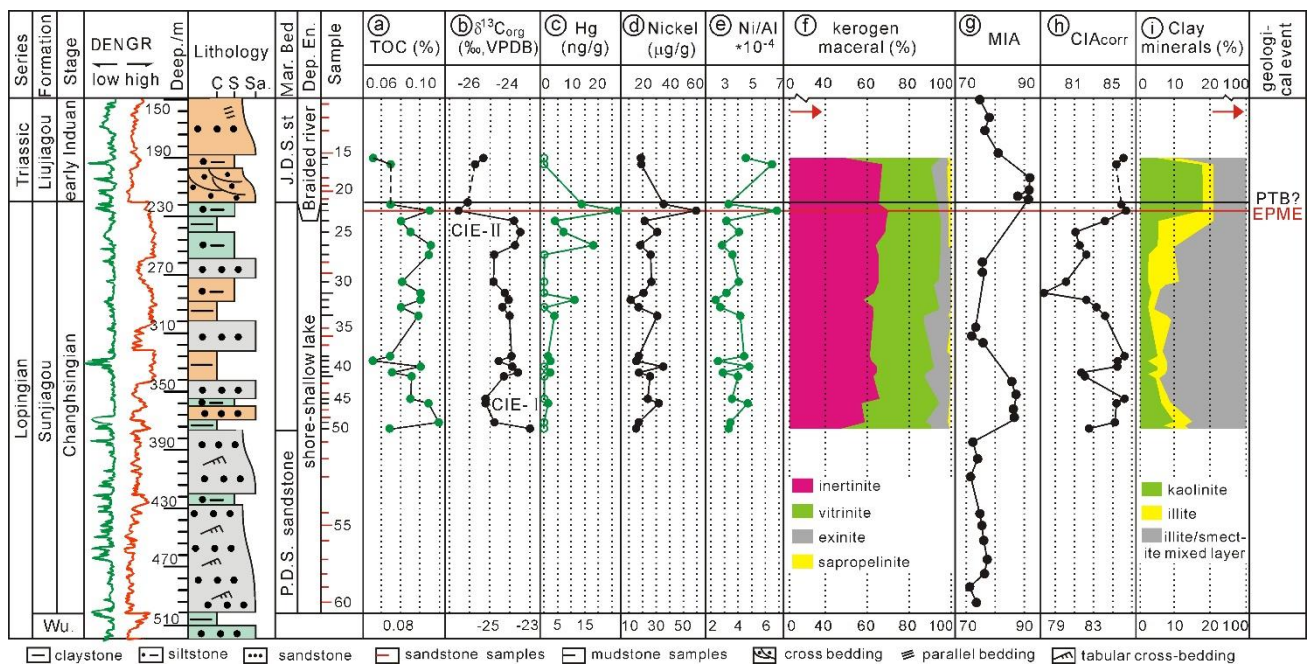 Series
Formation
Stage
DEN GR
low high
Deep./m
Lithology
C S Sa.
Mar. Bed
Dep. En.
Sample
a
TOC (%)
0.06 0.10
b δ¹³Corg
(‰,VPDB)
-26 -24
c Hg
(ng/g)
10 20
d Nickel
(μg/g)
20 40 60
e Ni/Al
*10⁻⁴
3 5 7
f kerogen
maceral (%)
0 40 60 80 100
g
MIA
70 90
h
CIAcorr
81 85
i Clay
minerals (%)
0 10 20 100
geological
event
Triassic
Liujiagou
early Induan
Lopingian
Sunjiagou
Changhsingian
Wu.
150
190
230
270
310
350
390
430
470
510
J. D. S. st
P.D.S. sandstone
Braided river
shore-shallow lake
15
20
25
30
35
40
45
50
55
60
CIE-II
CIE-I
inertinite
vitrinite
exinite
sapropelinite
kaolinite
illite
illite/smect-
ite mixed layer
PTB?
EPME
0.08
-25 -23
5 15
10 30 50
2 4 6
0 40 60 80 100
70 90
79 83
0 10 20 100
claystone siltstone sandstone sandstone samples mudstone samples cross bedding parallel bedding tabular cross-bedding